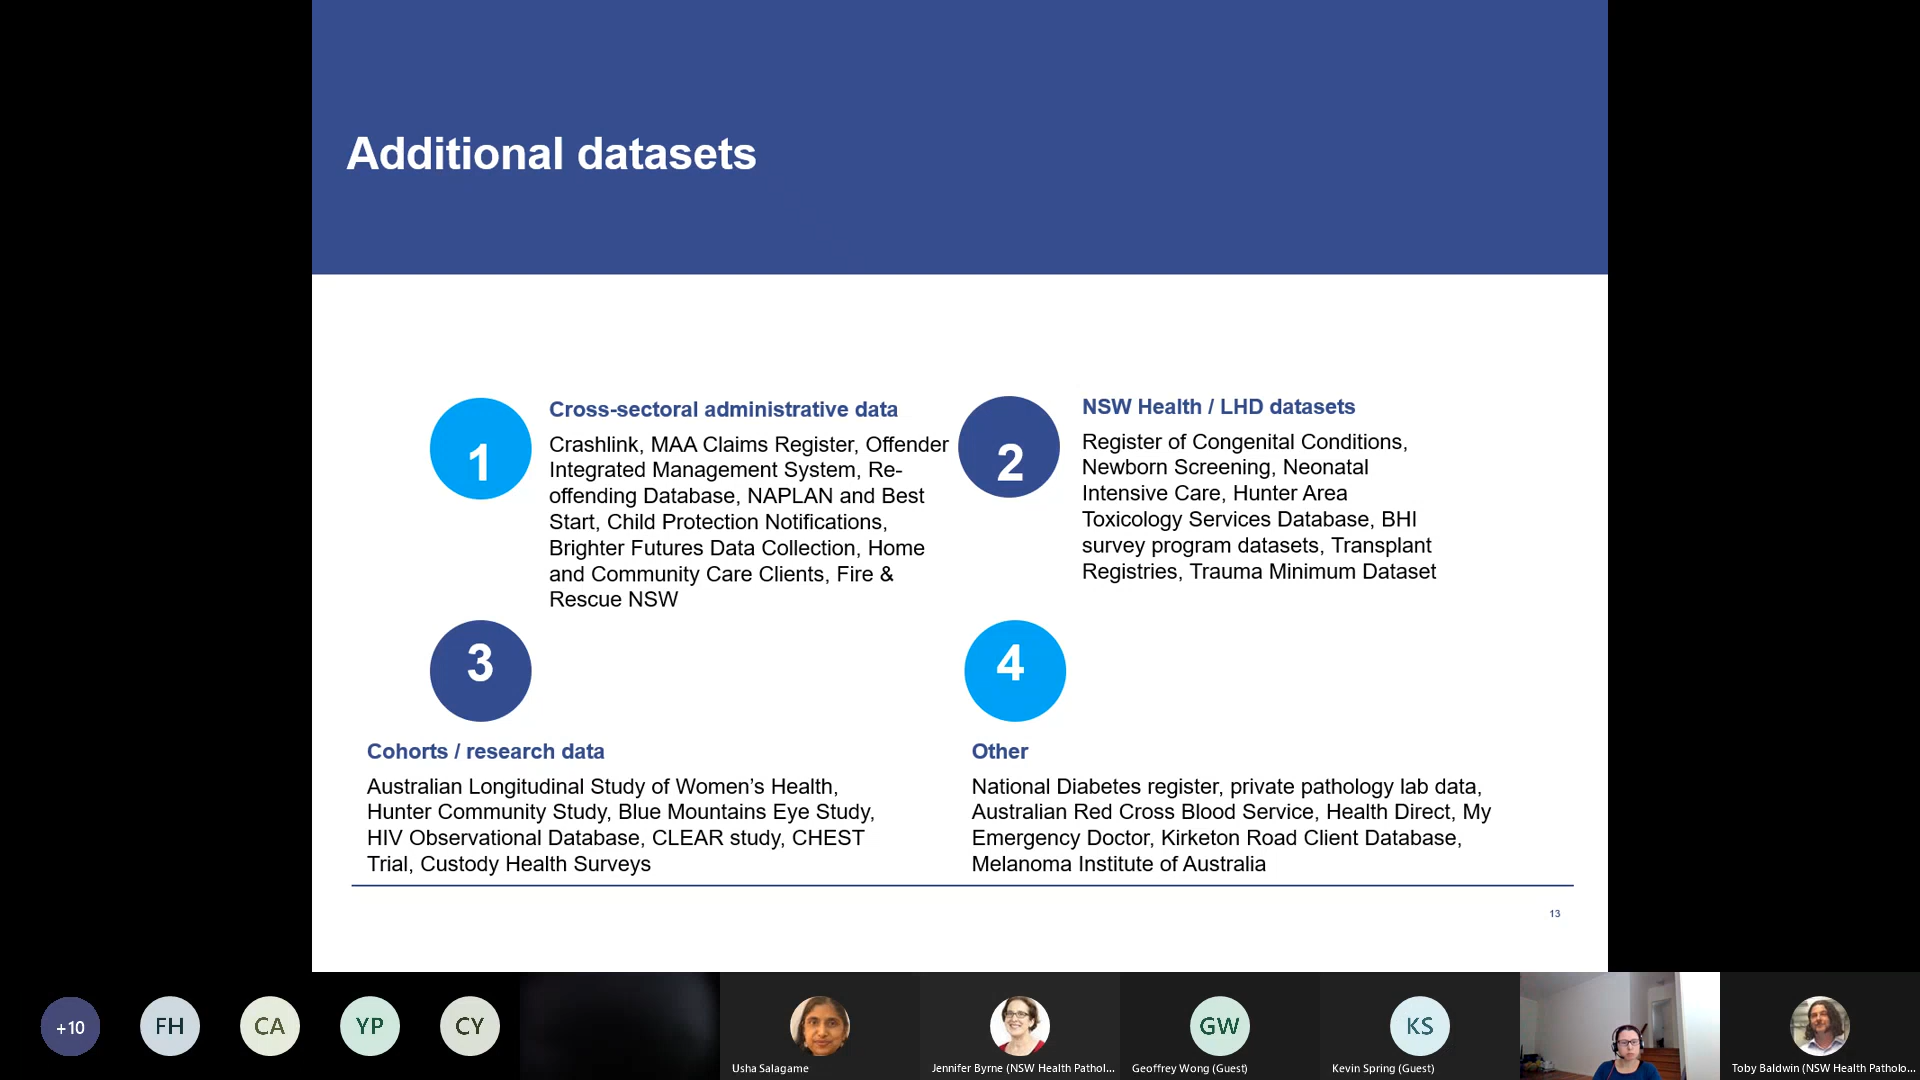 Additional datasets
1
Cross-sectoral administrative data
Crashlink, MAA Claims Register, Offender
Integrated Management System, Re-
offending Database, NAPLAN and Best
Start, Child Protection Notifications,
Brighter Futures Data Collection, Home
and Community Care Clients, Fire &
Rescue NSW
2
NSW Health / LHD datasets
Register of Congenital Conditions,
Newborn Screening, Neonatal
Intensive Care, Hunter Area
Toxicology Services Database, BHI
survey program datasets, Transplant
Registries, Trauma Minimum Dataset
3
Cohorts / research data
Australian Longitudinal Study of Women’s Health,
Hunter Community Study, Blue Mountains Eye Study,
HIV Observational Database, CLEAR study, CHEST
Trial, Custody Health Surveys
4
Other
National Diabetes register, private pathology lab data,
Australian Red Cross Blood Service, Health Direct, My
Emergency Doctor, Kirketon Road Client Database,
Melanoma Institute of Australia
13
+10
FH
CA
YP
CY
Usha Salagame
Jennifer Byrne (NSW Health Pathol...
GW
Geoffrey Wong (Guest)
KS
Kevin Spring (Guest)
Toby Baldwin (NSW Health Patholo...